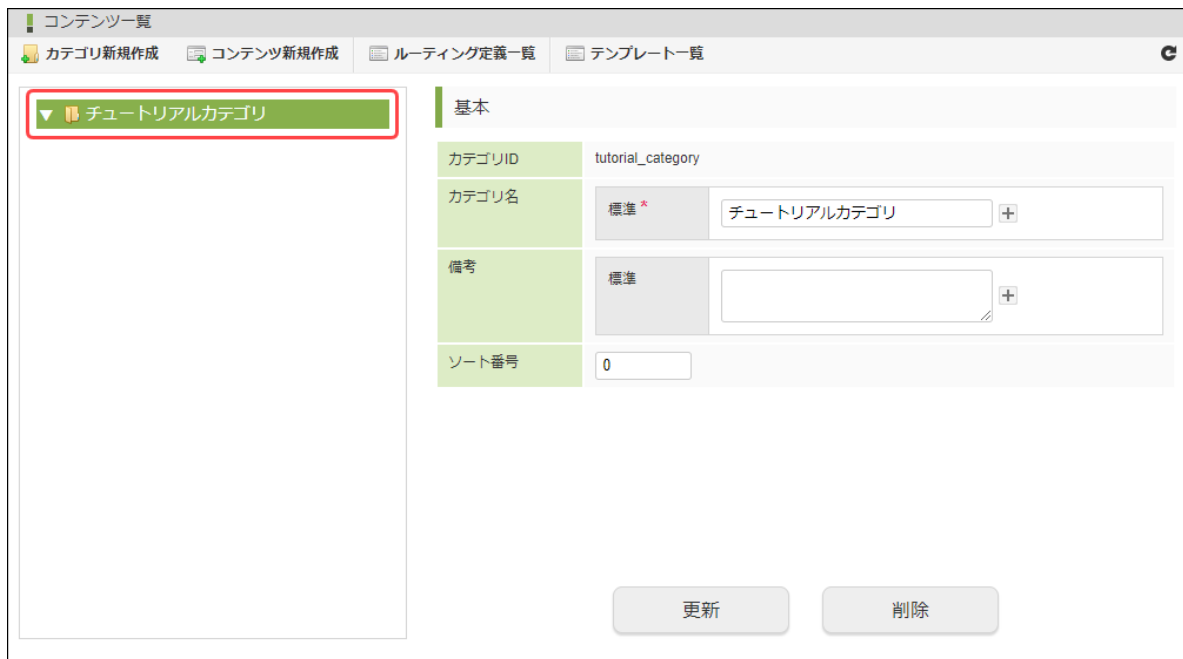 コンテンツ一覧
カテゴリ新規作成 コンテンツ新規作成 ルーティング定義一覧 テンプレート一覧
チュートリアルカテゴリ
基本
カテゴリID tutorial_category
カテゴリ名 標準 * チュートリアルカテゴリ
備考 標準
ソート番号 0
更新 削除